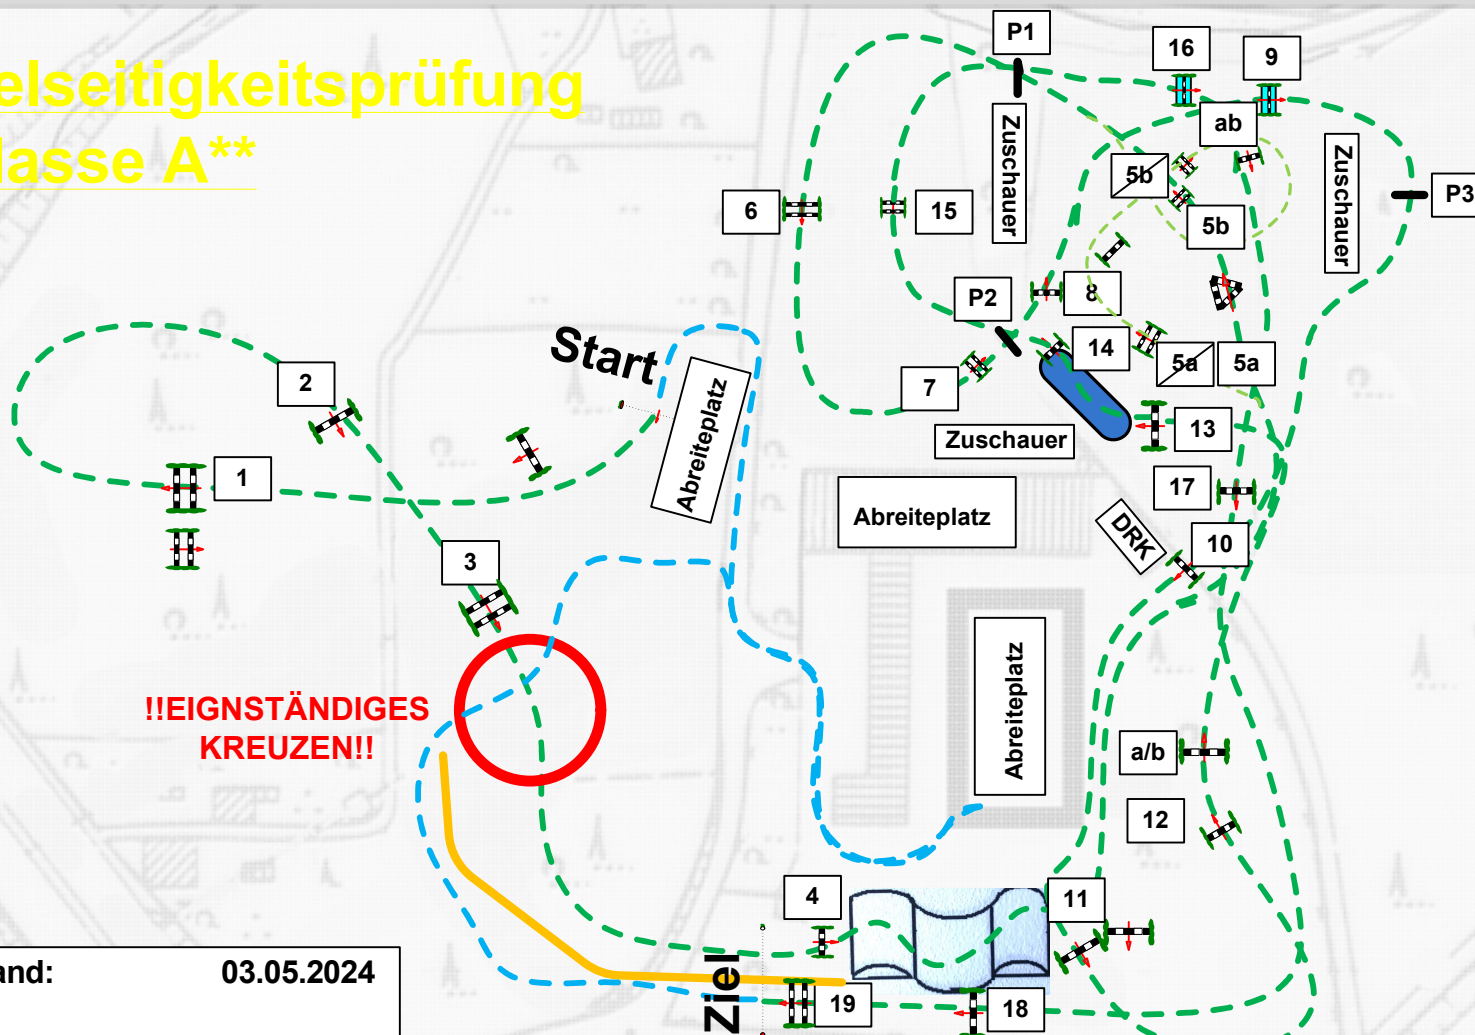 elseitigkeitsprüfung
lasse A**
P1
16
9
ab
Zuschauer
Zuschauer
5b
P3
6
15
5b
P2
8
Start
14
5a
5a
2
7
Abreiteplatz
13
Zuschauer
1
17
Abreiteplatz
DRK
10
3
Abreiteplatz
!!EIGNSTÄNDIGES
KREUZEN!!
a/b
12
4
11
and: 03.05.2024
Ziel
19
18